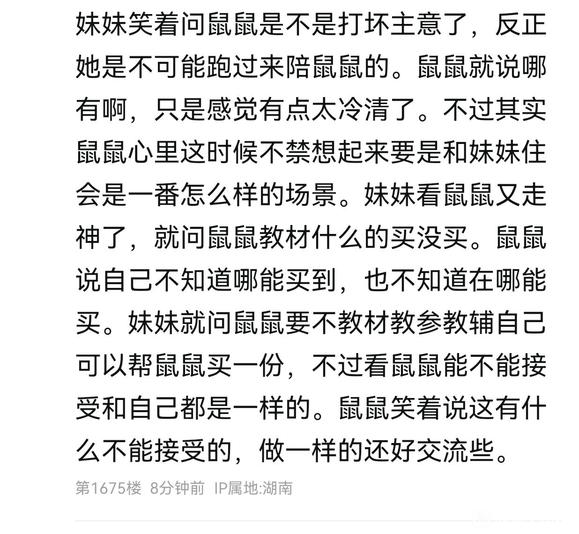 妹妹笑着问鼠鼠是不是打坏主意了，反正
她是不可能跑过来陪鼠鼠的。鼠鼠就说哪
有啊，只是感觉有点太冷清了。不过其实
鼠鼠心里这时候不禁想起来要是和妹妹住
会是一番怎么样的场景。妹妹看鼠鼠又走
神了，就问鼠鼠教材什么的买没买。鼠鼠
说自己不知道哪能买到，也不知道在哪能
买。妹妹就问鼠鼠要不教材教参教辅自己
可以帮鼠鼠买一份，不过看鼠鼠能不能接
受和自己都是一样的。鼠鼠笑着说这有什
么不能接受的，做一样的还好交流些。
第1675楼 8分钟前 IP属地:湖南